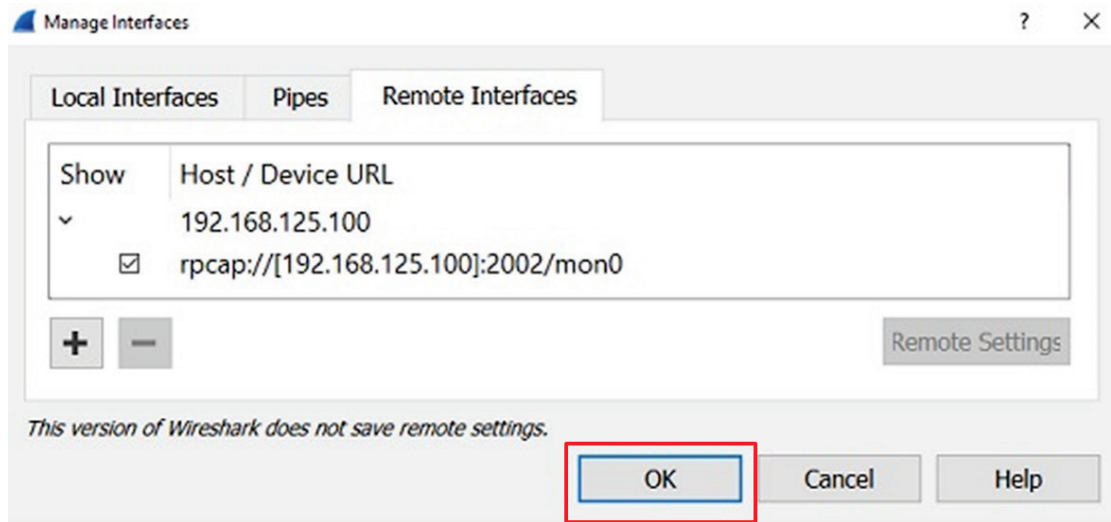 Manage Interfaces
?
Local Interfaces
Pipes
Remote Interfaces
Show
Host / Device URL
192.168.125.100
rpcap://[192.168.125.100]:2002/mon0
Remote Settings
This version of Wireshark does not save remote settings.
OK
Cancel
Help